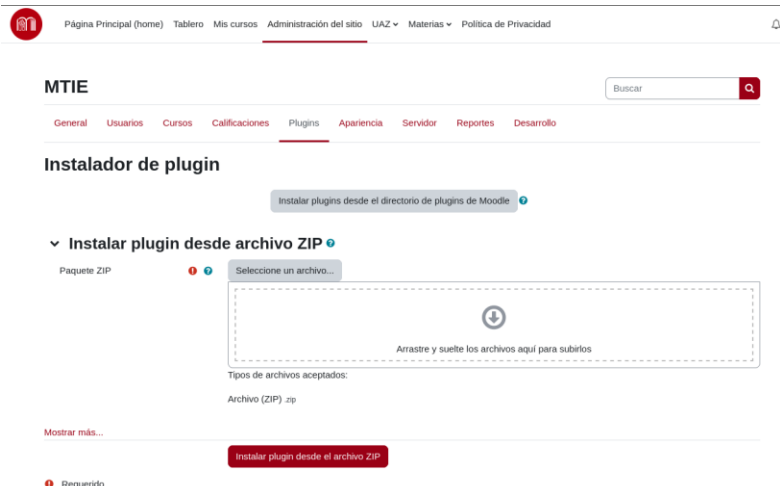 Página Principal (home) Tablero Mis cursos Administración del sitio UAZ Materias Política de Privacidad
MTIE
Buscar
General Usuarios Cursos Calificaciones Plugins Apariencia Servidor Reportes Desarrollo
Instalador de plugin
Instalar plugins desde el directorio de plugins de Moodle
Instalar plugin desde archivo ZIP
Paquete ZIP
Seleccione un archivo...
Arrastre y suelte los archivos aquí para subirlos
Tipos de archivos aceptados:
Archivo (ZIP) .zip
Mostrar más...
Instalar plugin desde el archivo ZIP
Requerido